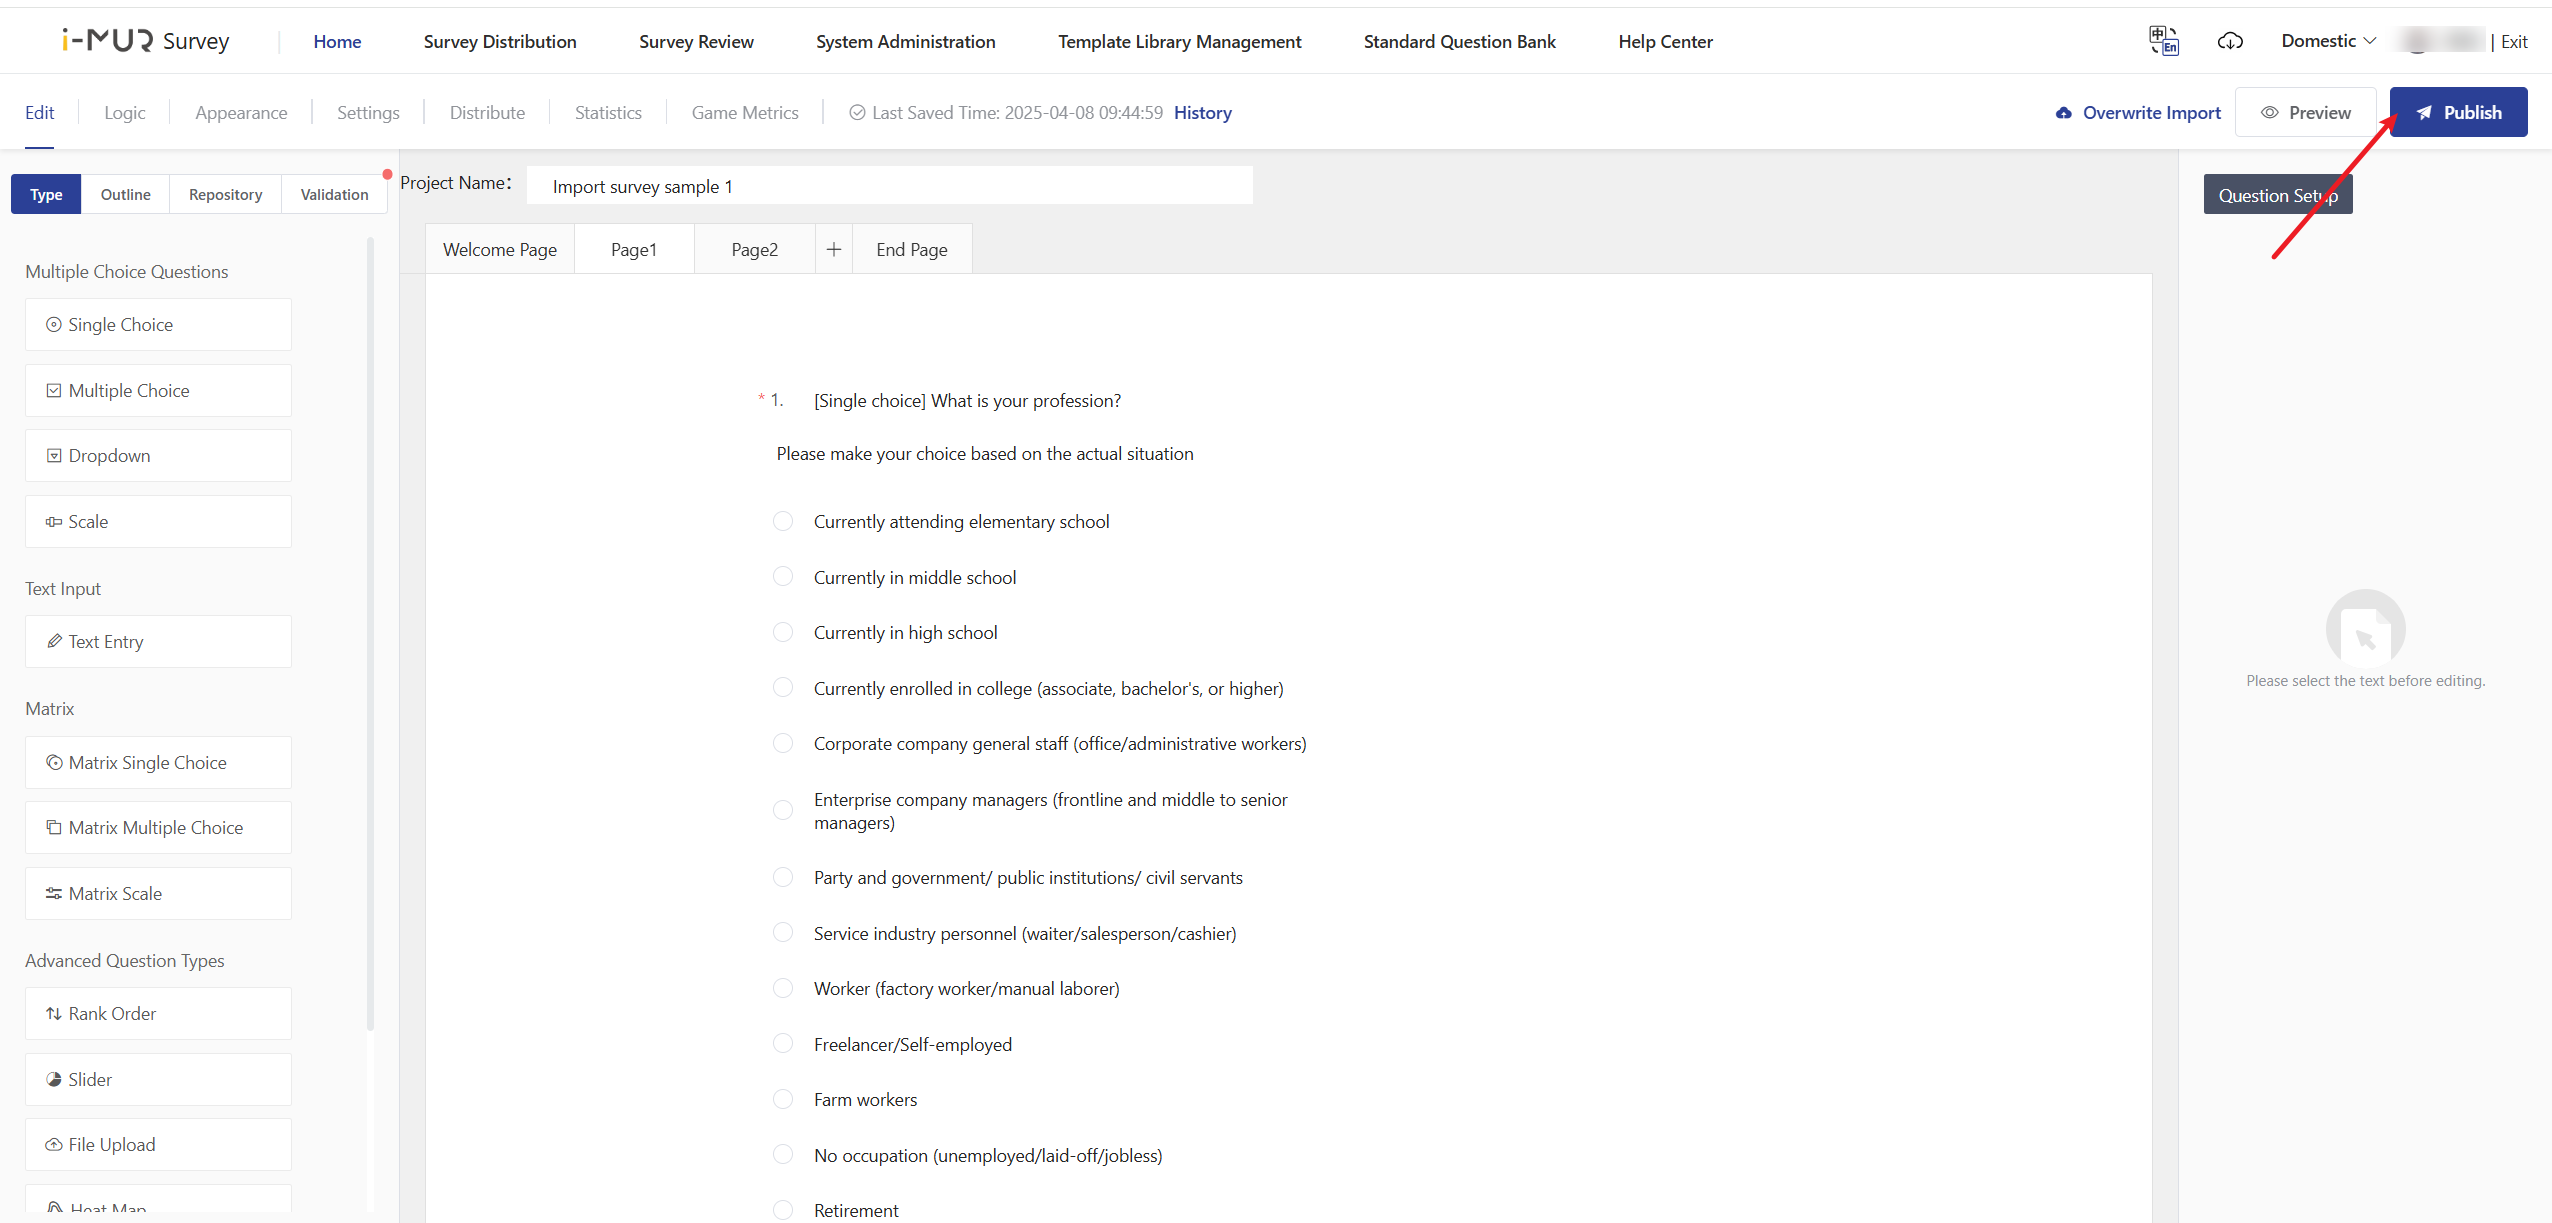 i-MUR Survey
Home
Survey Distribution
Survey Review
System Administration
Template Library Management
Standard Question Bank
Help Center
中 En
Domestic
| Exit
Edit
Logic
Appearance
Settings
Distribute
Statistics
Game Metrics
Last Saved Time: 2025-04-08 09:44:59 History
Overwrite Import
Preview
Publish
Type
Outline
Repository
Validation
Project Name：
Import survey sample 1
Question Setup
Welcome Page
Page1
Page2
+
End Page
Multiple Choice Questions
Single Choice
Multiple Choice
Dropdown
Scale
Text Input
Text Entry
Matrix
Matrix Single Choice
Matrix Multiple Choice
Matrix Scale
Advanced Question Types
Rank Order
Slider
File Upload
Heat Map
* 1. [Single choice] What is your profession?
Please make your choice based on the actual situation
Currently attending elementary school
Currently in middle school
Currently in high school
Currently enrolled in college (associate, bachelor's, or higher)
Corporate company general staff (office/administrative workers)
Enterprise company managers (frontline and middle to senior
managers)
Party and government/ public institutions/ civil servants
Service industry personnel (waiter/salesperson/cashier)
Worker (factory worker/manual laborer)
Freelancer/Self-employed
Farm workers
No occupation (unemployed/laid-off/jobless)
Retirement
Please select the text before editing.